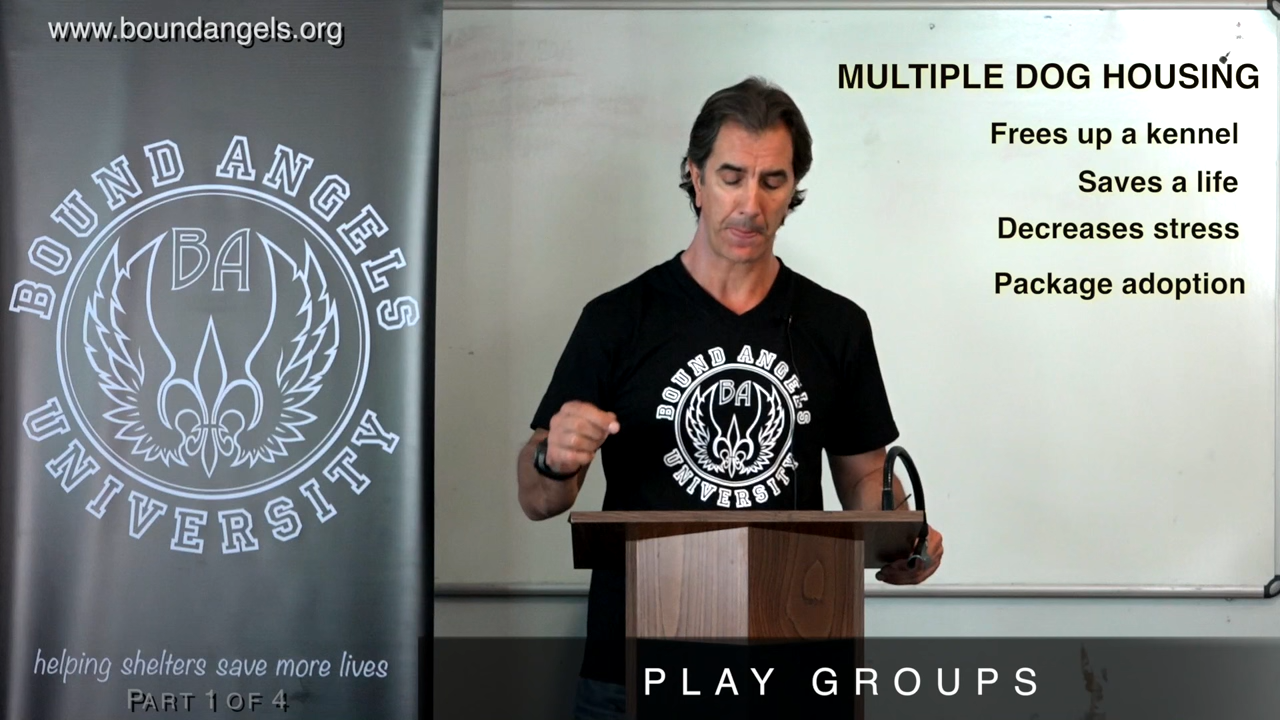 www.boundangels.org
BOUND ANGELS
BA
UNIVERSITY
helping shelters save more lives
PART 1 OF 4
MULTIPLE DOG HOUSING
Frees up a kennel
Saves a life
Decreases stress
Package adoption
BOUND ANGELS
BA
UNIVERSITY
PLAY GROUPS